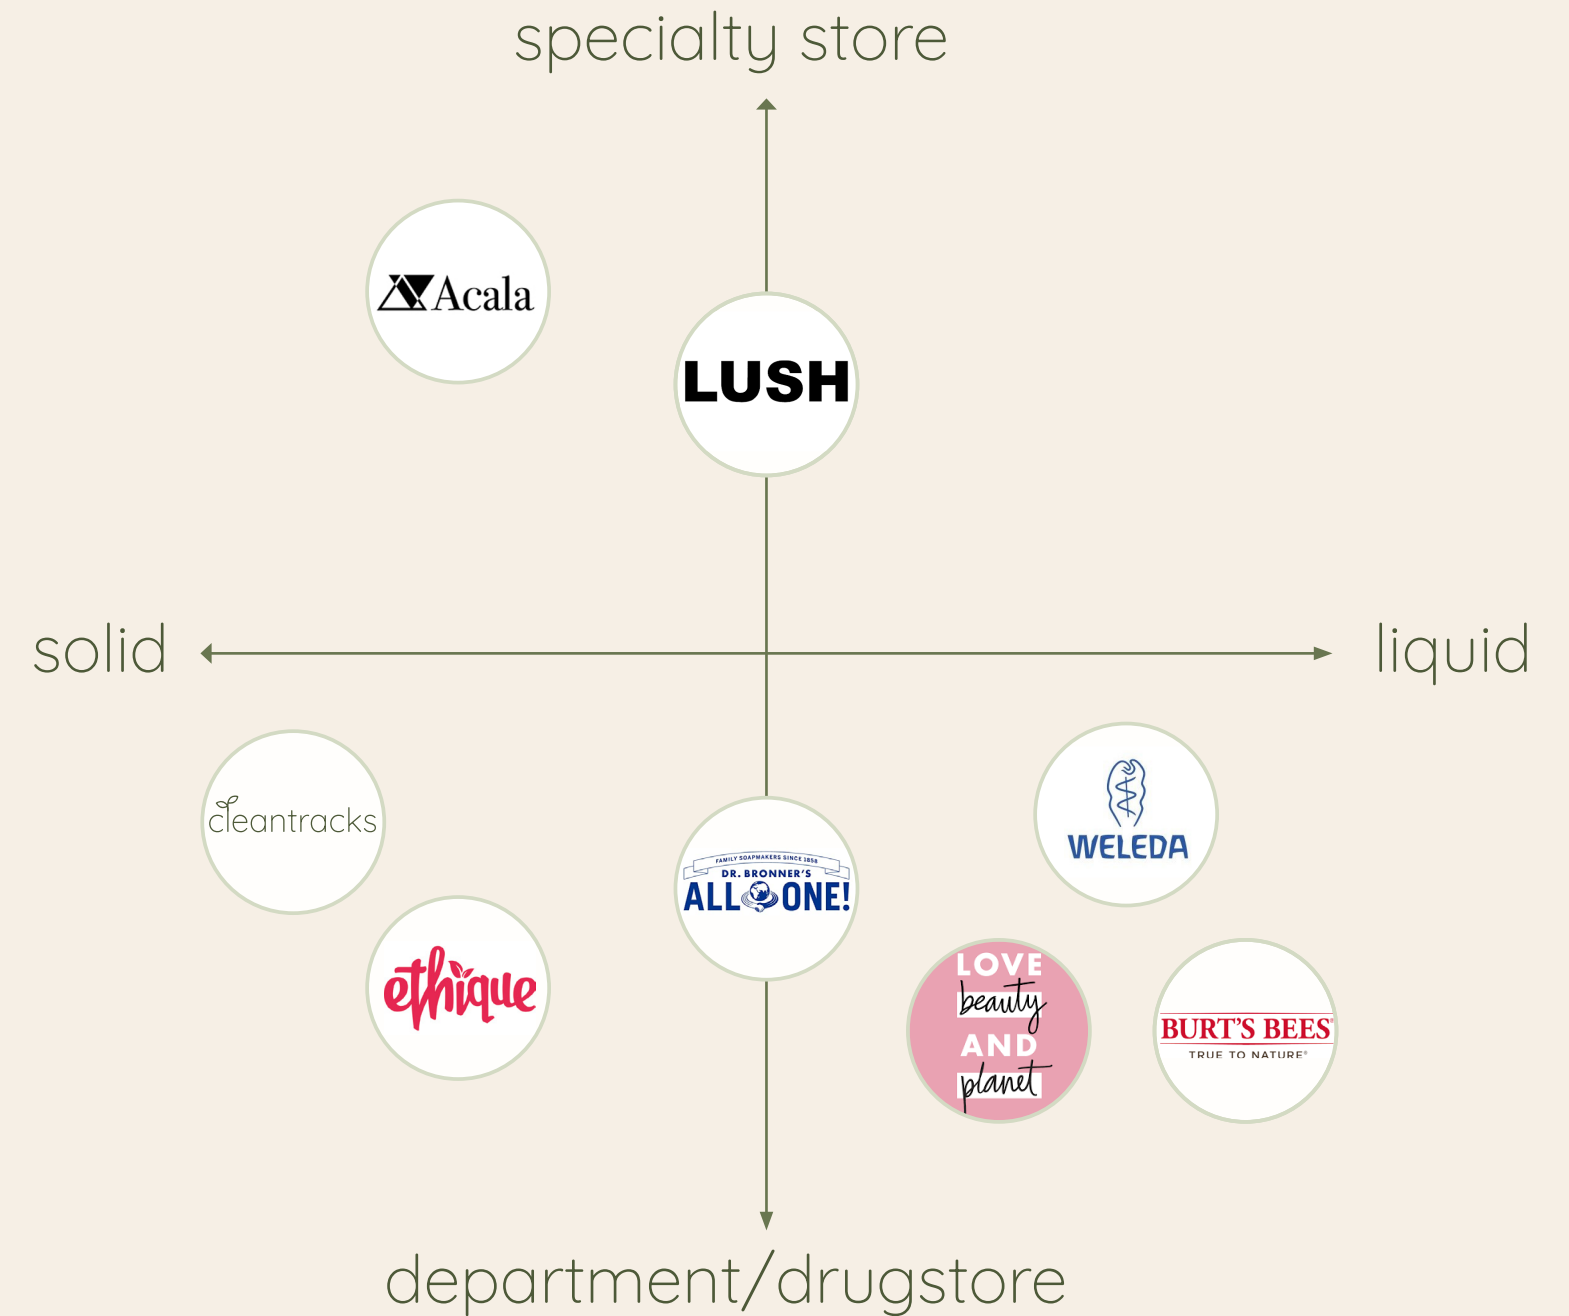 specialty store
Acala
LUSH
solid
liquid
cleantracks
WELEDA
FAMILY SOAPMAKERS SINCE 1858
DR. BRONNER'S
ALL ONE!
ethique
LOVE
beauty
AND
planet
BURT'S BEES®
TRUE TO NATURE®
department/drugstore